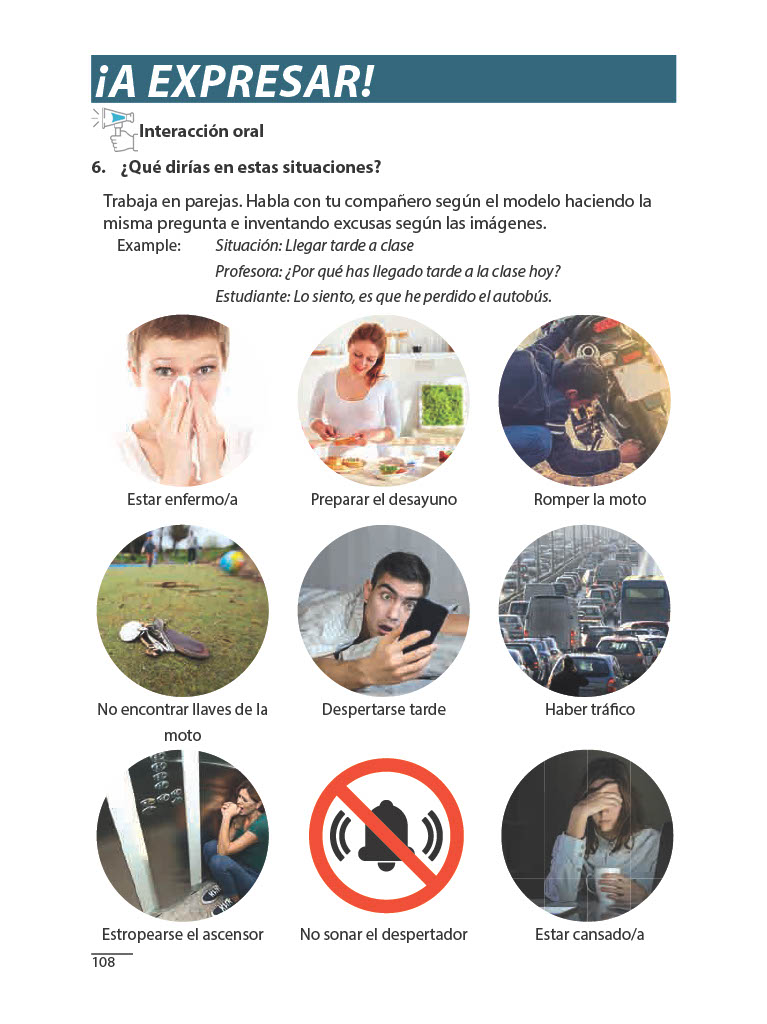 ¡A EXPRESAR!
Interacción oral
6. ¿Qué dirías en estas situaciones?
Trabaja en parejas. Habla con tu compañero según el modelo haciendo la
misma pregunta e inventando excusas según las imágenes.
Example: Situación: Llegar tarde a clase
Profesora: ¿Por qué has llegado tarde a la clase hoy?
Estudiante: Lo siento, es que he perdido el autobús.
Estar enfermo/a
Preparar el desayuno
Romper la moto
No encontrar llaves de la
moto
Despertarse tarde
Haber tráfico
Estropearse el ascensor
No sonar el despertador
Estar cansado/a
108